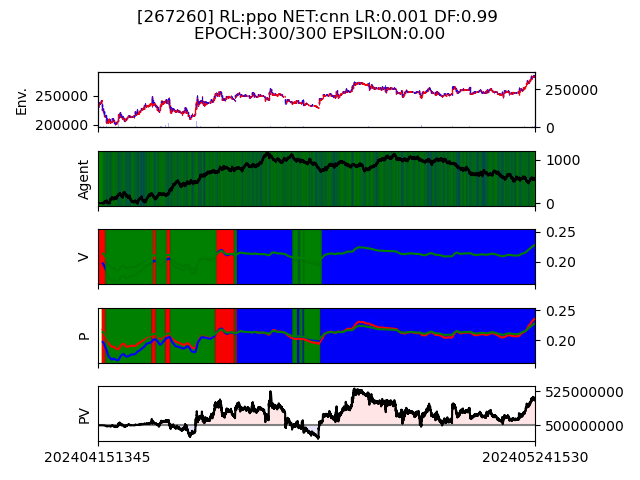 [267260] RL:ppo NET:cnn LR:0.001 DF:0.99
EPOCH:300/300 EPSILON:0.00
Env.
250000
200000
250000
0
Agent
1000
0
V
0.25
0.20
P
0.25
0.20
PV
525000000
500000000
202404151345
202405241530